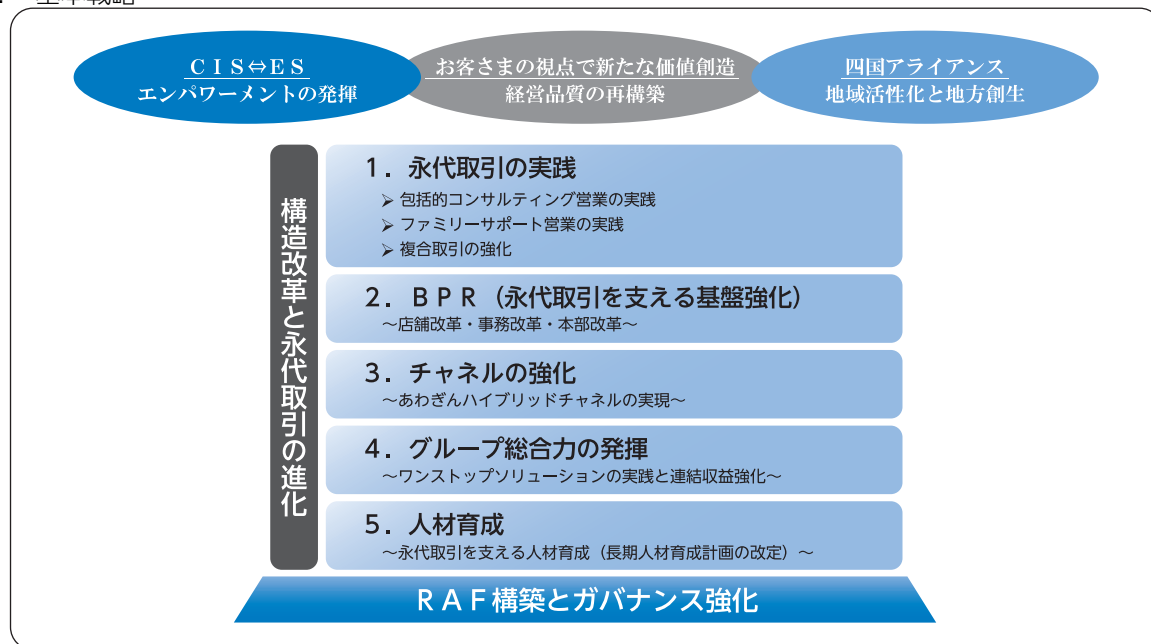 基本戦略
CIS⇔ES
エンパワーメントの発揮
お客さまの視点で新たな価値創造
経営品質の再構築
四国アライアンス
地域活性化と地方創生
構造改革と永代取引の進化
1．永代取引の実践
➢ 包括的コンサルティング営業の実践
➢ ファミリーサポート営業の実践
➢ 複合取引の強化
2．BPR（永代取引を支える基盤強化）
～店舗改革・事務改革・本部改革～
3．チャネルの強化
～あわぎんハイブリッドチャネルの実現～
4．グループ総合力の発揮
～ワンストップソリューションの実践と連結収益強化～
5．人材育成
～永代取引を支える人材育成（長期人材育成計画の改定）～
RAF構築とガバナンス強化